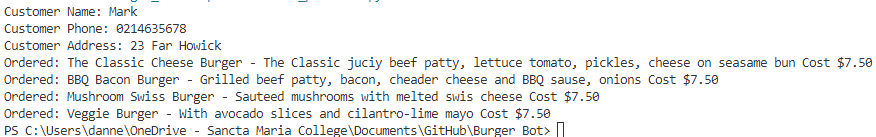 Customer Name: Mark
Customer Phone: 0214635678
Customer Address: 23 Far Howick
Ordered: The Classic Cheese Burger - The Classic juciy beef patty, lettuce tomato, pickles, cheese on seasame bun Cost $7.50
Ordered: BBQ Bacon Burger - Grilled beef patty, bacon, cheader cheese and BBQ sause, onions Cost $7.50
Ordered: Mushroom Swiss Burger - Sauteed mushrooms with melted swis cheese Cost $7.50
Ordered: Veggie Burger - With avocado slices and cilantro-lime mayo Cost $7.50
PS C:\Users\danne\OneDrive - Sancta Maria College\Documents\GitHub\Burger Bot>